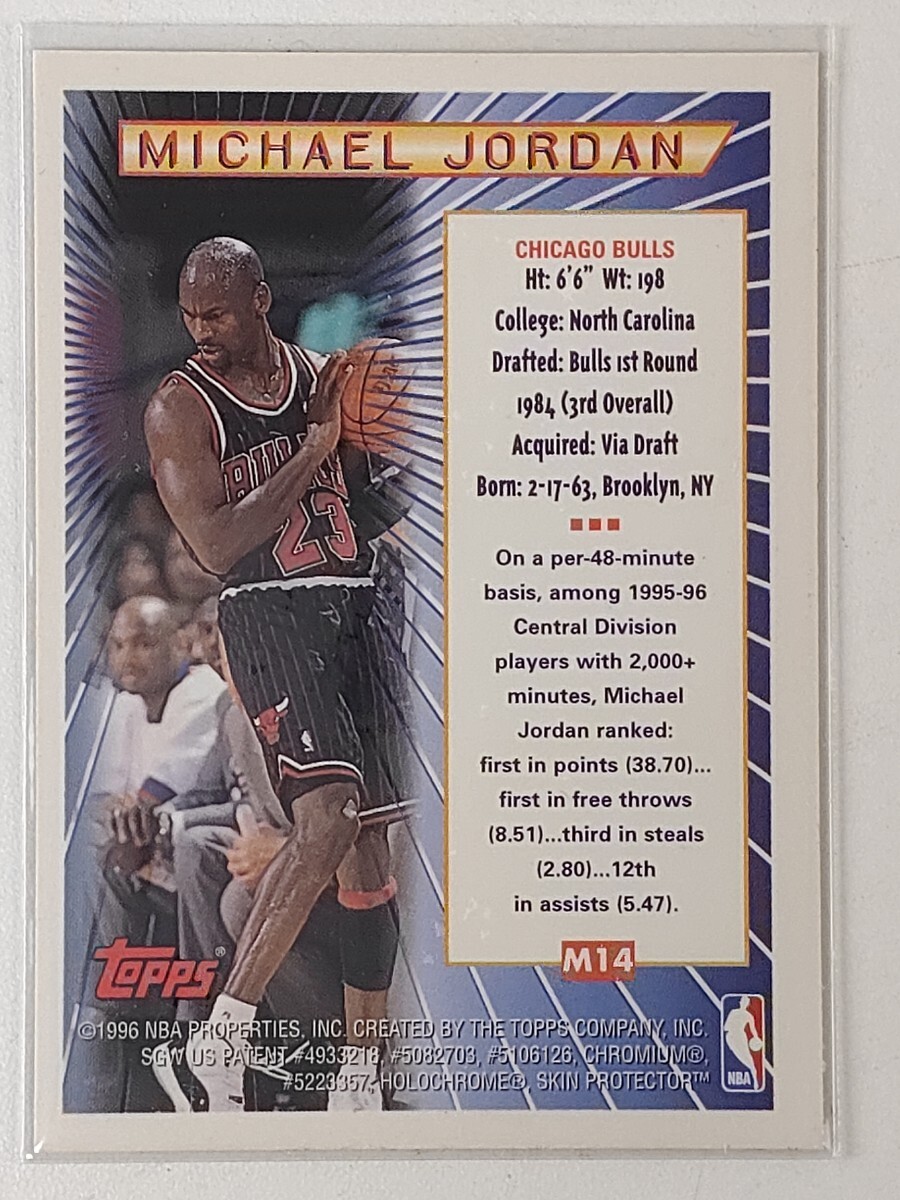 MICHAEL JORDAN
CHICAGO BULLS
Ht: 6'6" Wt: 198
College: North Carolina
Drafted: Bulls 1st Round
1984 (3rd Overall)
Acquired: Via Draft
Born: 2-17-63, Brooklyn, NY
On a per-48-minute
basis, among 1995-96
Central Division
players with 2,000+
minutes, Michael
Jordan ranked:
first in points (38.70)...
first in free throws
(8.51)...third in steals
(2.80)...12th
in assists (5.47).
M14
BULLS
23
TOPPS®
©1996 NBA PROPERTIES, INC. CREATED BY THE TOPPS COMPANY, INC.
SGW US PATENT #4933218, #5082703, #5106126, CHROMIUM®,
#5223357, HOLOCHROME®, SKIN PROTECTOR™
NBA